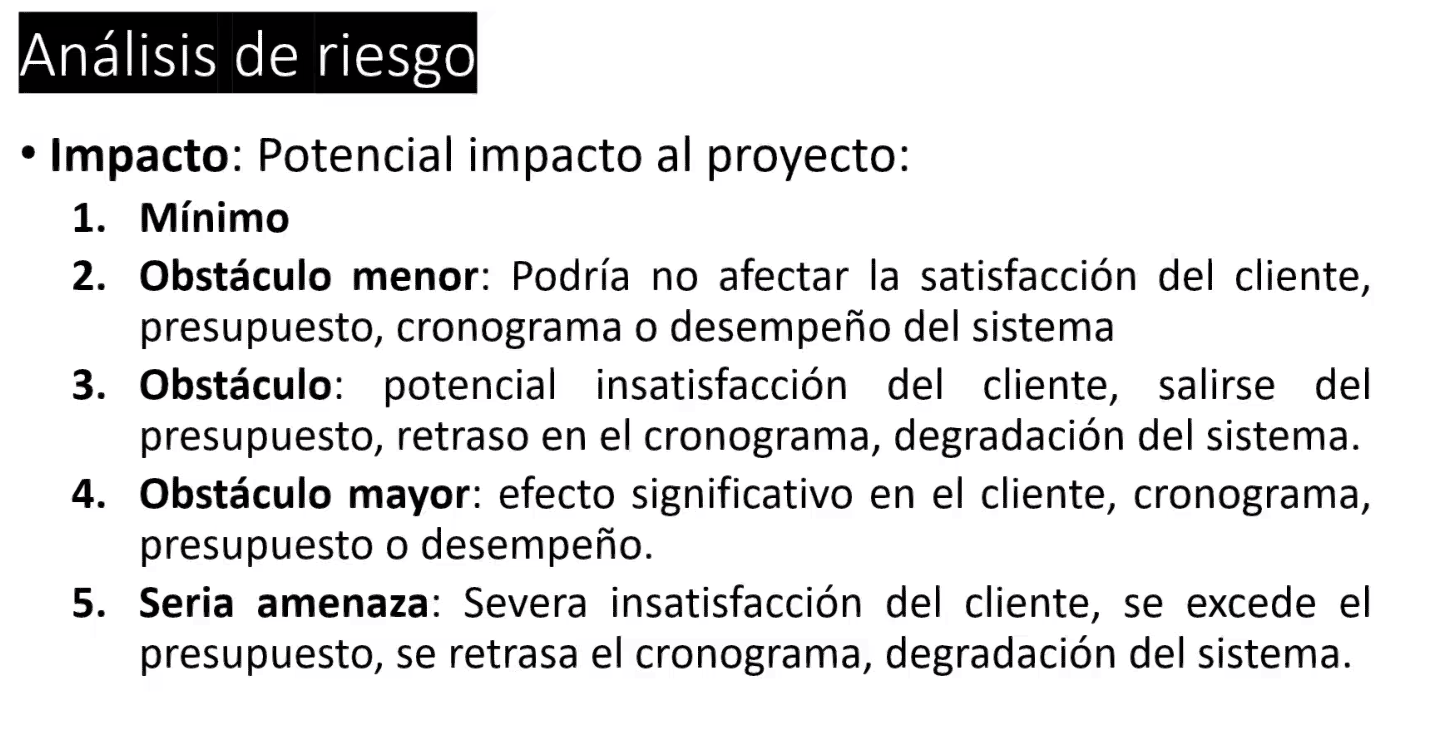 Análisis de riesgo
• Impacto: Potencial impacto al proyecto:
1. Mínimo
2. Obstáculo menor: Podría no afectar la satisfacción del cliente,
presupuesto, cronograma o desempeño del sistema
3. Obstáculo: potencial insatisfacción del cliente, salirse del
presupuesto, retraso en el cronograma, degradación del sistema.
4. Obstáculo mayor: efecto significativo en el cliente, cronograma,
presupuesto o desempeño.
5. Seria amenaza: Severa insatisfacción del cliente, se excede el
presupuesto, se retrasa el cronograma, degradación del sistema.